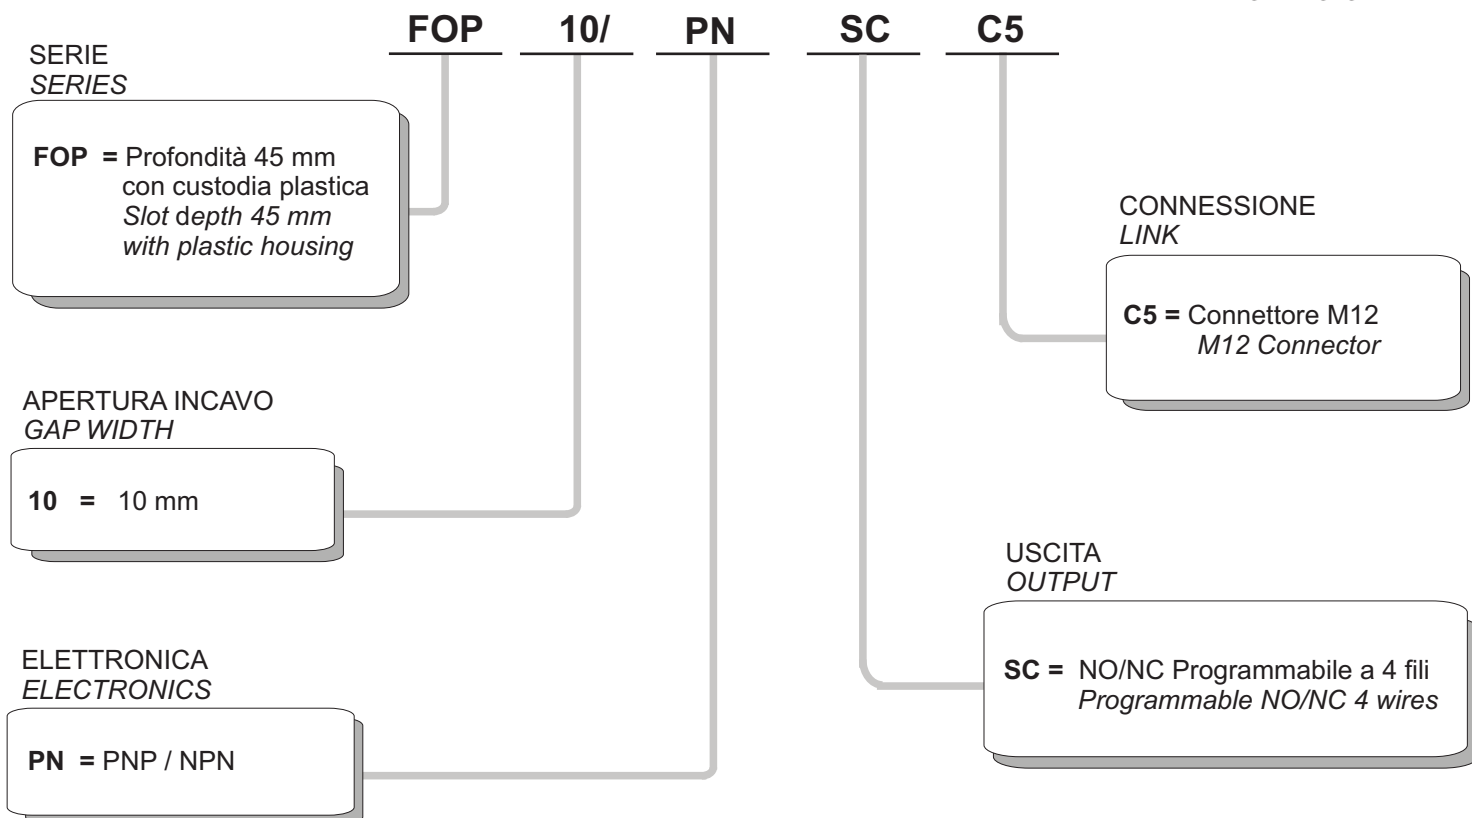 FOP 10/ PN SC C5
SERIE
SERIES
FOP = Profondità 45 mm
con custodia plastica
Slot depth 45 mm
with plastic housing
CONNESSIONE
LINK
C5 = Connettore M12
M12 Connector
APERTURA INCAVO
GAP WIDTH
10 = 10 mm
USCITA
OUTPUT
SC = NO/NC Programmabile a 4 fili
Programmable NO/NC 4 wires
ELETTRONICA
ELECTRONICS
PN = PNP / NPN